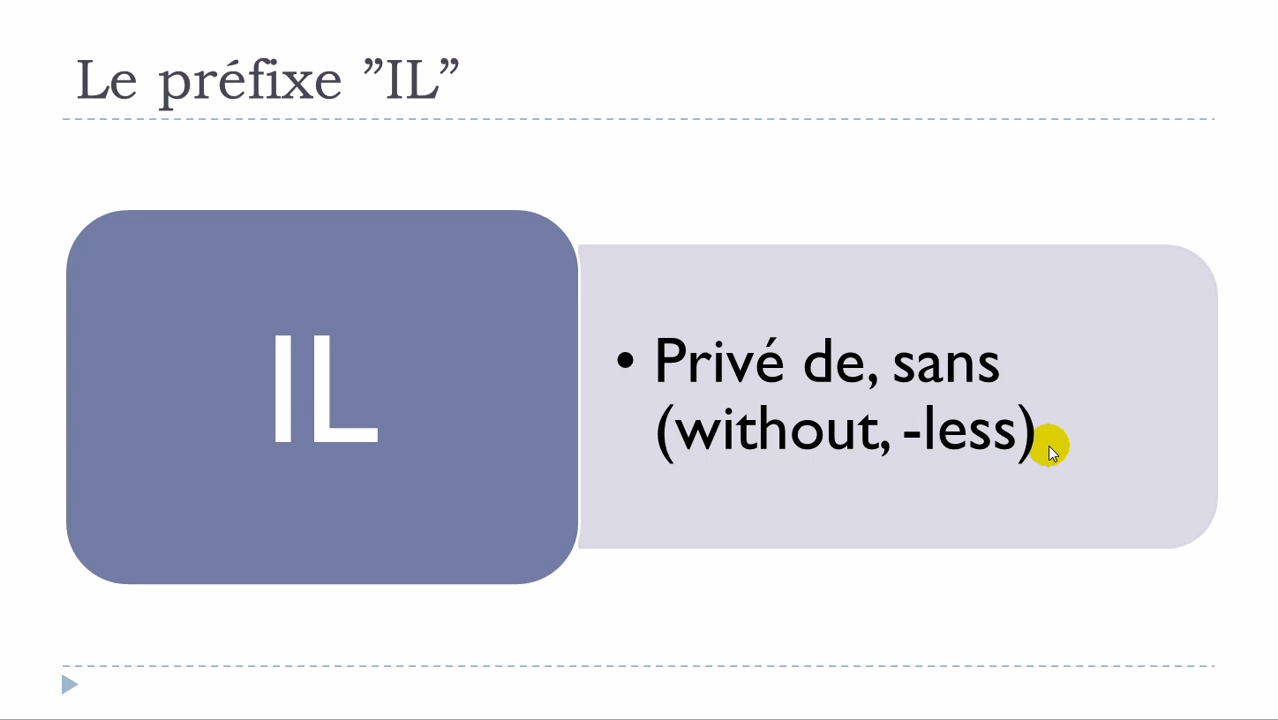 Le préfixe ”IL”
IL
• Privé de, sans
(without, -less)